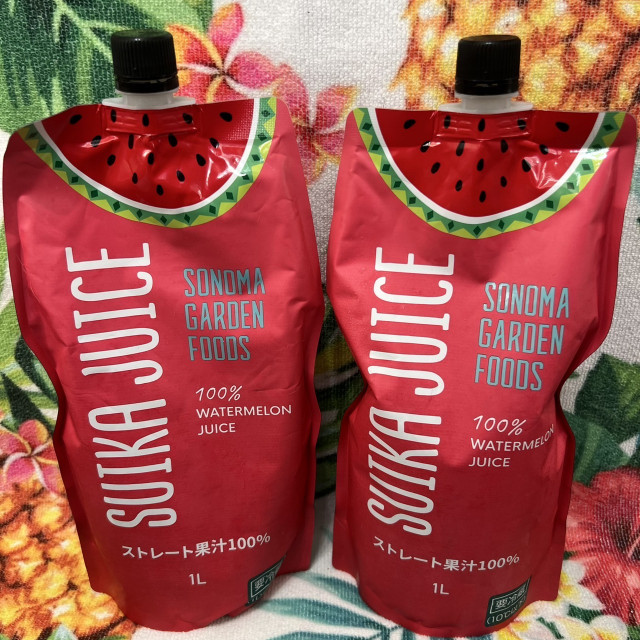 SUIKA JUICE
SONOMA
GARDEN
FOODS
100%
WATERMELON
JUICE
ストレート果汁100%
1L
SUIKA JUICE
SONOMA
GARDEN
FOODS
100%
WATERMELON
JUICE
ストレート果汁100%
1L